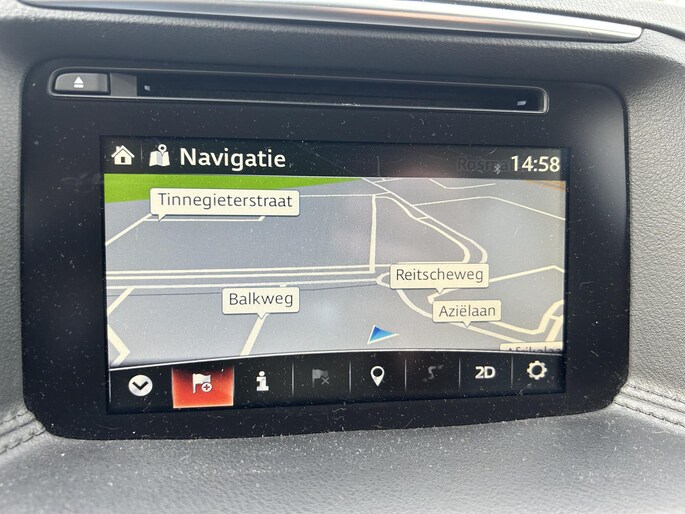 Navigatie
14:58
Tinnegieterstraat
Reitscheweg
Balkweg
Aziëlaan
2D